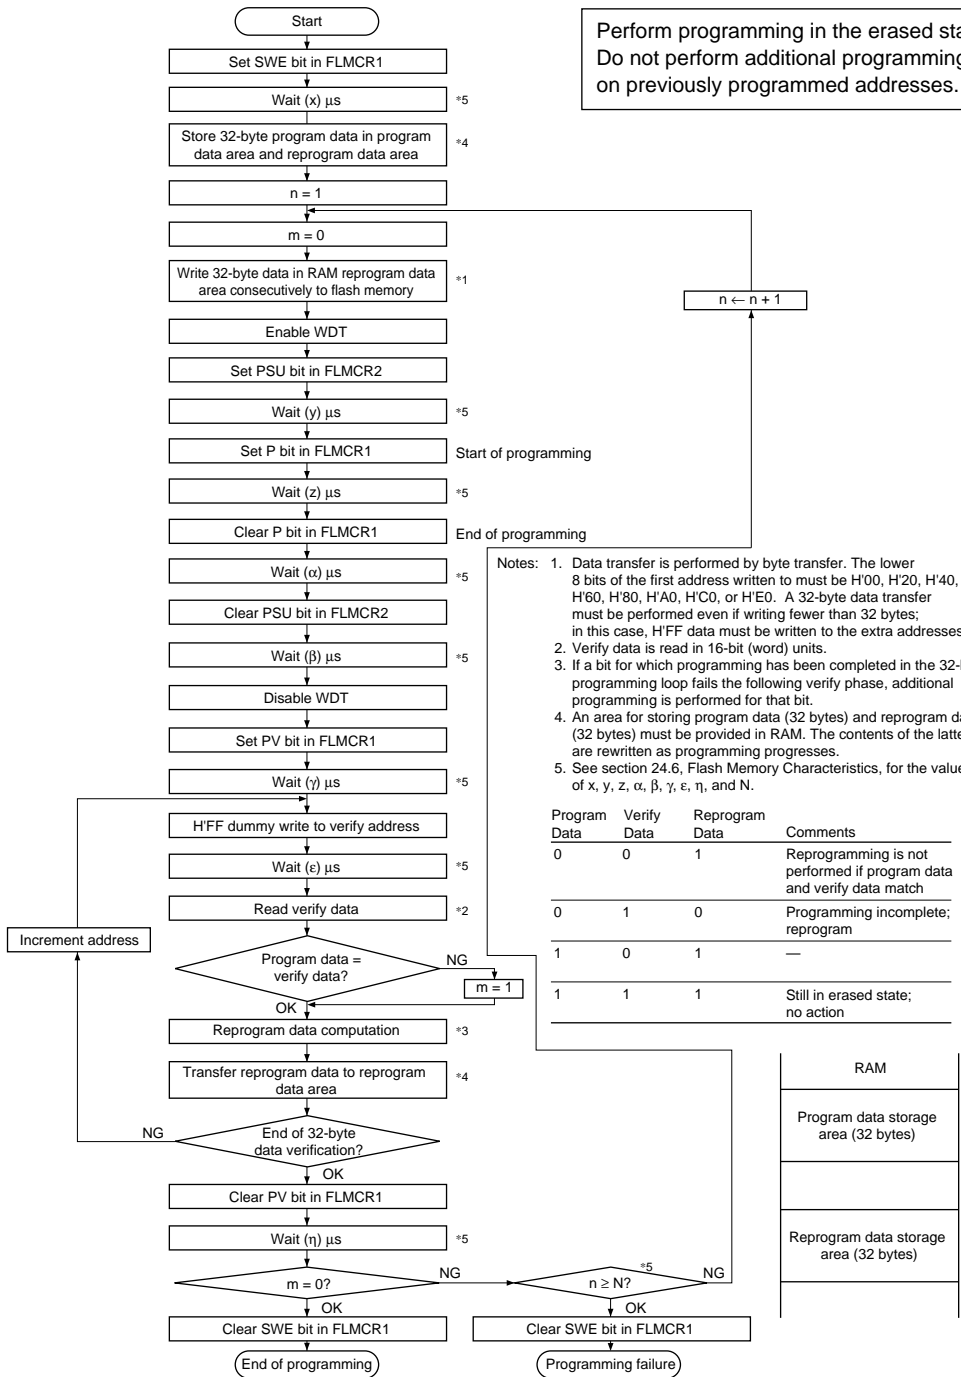 Start
Perform programming in the erased sta
Do not perform additional programming
on previously programmed addresses.
Set SWE bit in FLMCR1
Wait (x) μs *5
Store 32-byte program data in program
data area and reprogram data area *4
n = 1
m = 0
Write 32-byte data in RAM reprogram data
area consecutively to flash memory *1
n ← n + 1
Enable WDT
Set PSU bit in FLMCR2
Wait (y) μs *5
Set P bit in FLMCR1 Start of programming
Wait (z) μs *5
Clear P bit in FLMCR1 End of programming
Wait (α) μs *5
Clear PSU bit in FLMCR2
Wait (β) μs *5
Disable WDT
Set PV bit in FLMCR1
Wait (γ) μs *5
H'FF dummy write to verify address
Wait (ε) μs *5
Read verify data *2
Increment address
Program data =
verify data?
NG
m = 1
OK
Reprogram data computation *3
Transfer reprogram data to reprogram
data area *4
NG
End of 32-byte
data verification?
OK
Clear PV bit in FLMCR1
Wait (η) μs *5
m = 0?
NG
*5
n ≥ N?
NG
OK
OK
Clear SWE bit in FLMCR1
Clear SWE bit in FLMCR1
End of programming
Programming failure
Notes: 1. Data transfer is performed by byte transfer. The lower
8 bits of the first address written to must be H'00, H'20, H'40,
H'60, H'80, H'A0, H'C0, or H'E0. A 32-byte data transfer
must be performed even if writing fewer than 32 bytes;
in this case, H'FF data must be written to the extra addresses
2. Verify data is read in 16-bit (word) units.
3. If a bit for which programming has been completed in the 32-
programming loop fails the following verify phase, additional
programming is performed for that bit.
4. An area for storing program data (32 bytes) and reprogram da
(32 bytes) must be provided in RAM. The contents of the latte
are rewritten as programming progresses.
5. See section 24.6, Flash Memory Characteristics, for the value
of x, y, z, α, β, γ, ε, η, and N.
Program Verify Reprogram
Data Data Data Comments
0 0 1 Reprogramming is not
performed if program data
and verify data match
0 1 0 Programming incomplete;
reprogram
1 0 1 —
1 1 1 Still in erased state;
no action
RAM
Program data storage
area (32 bytes)
Reprogram data storage
area (32 bytes)